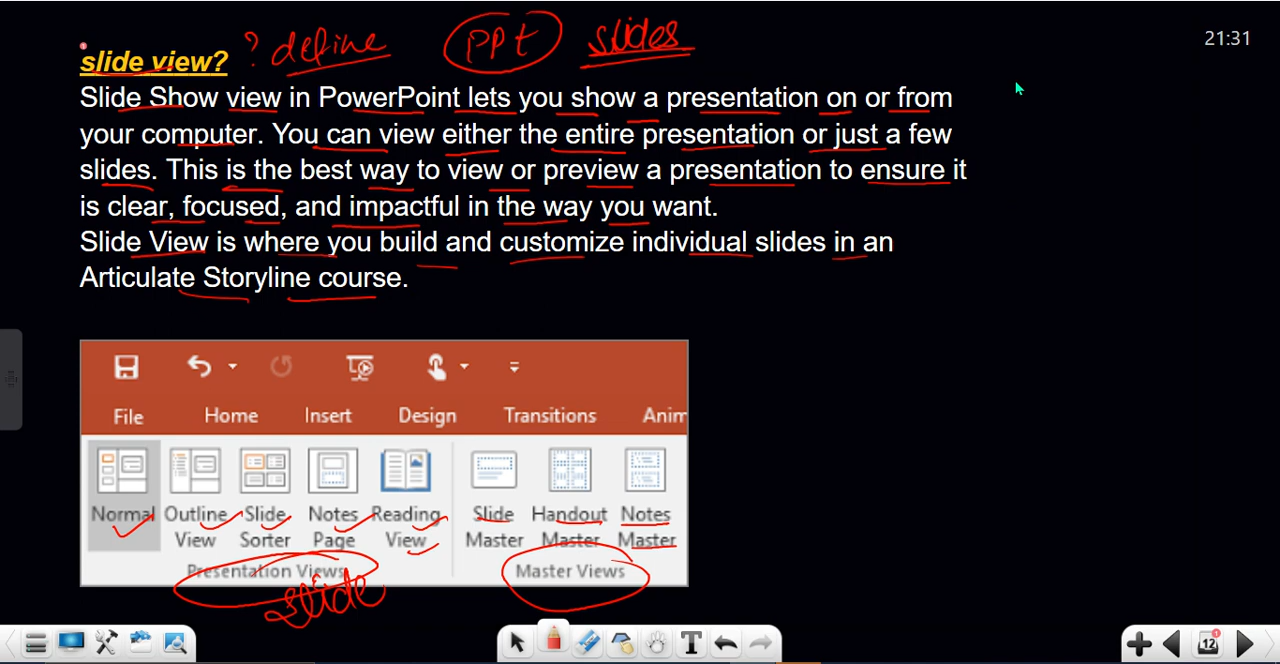 ? define ppt slides
21:31
slide view?
Slide Show view in PowerPoint lets you show a presentation on or from
your computer. You can view either the entire presentation or just a few
slides. This is the best way to view or preview a presentation to ensure it
is clear, focused, and impactful in the way you want.
Slide View is where you build and customize individual slides in an
Articulate Storyline course.
File Home Insert Design Transitions Anim
Normal Outline View Slide Sorter Notes Page Reading View Slide Master Handout Master Notes Master
Presentation Views Master Views
slide
T 12 1